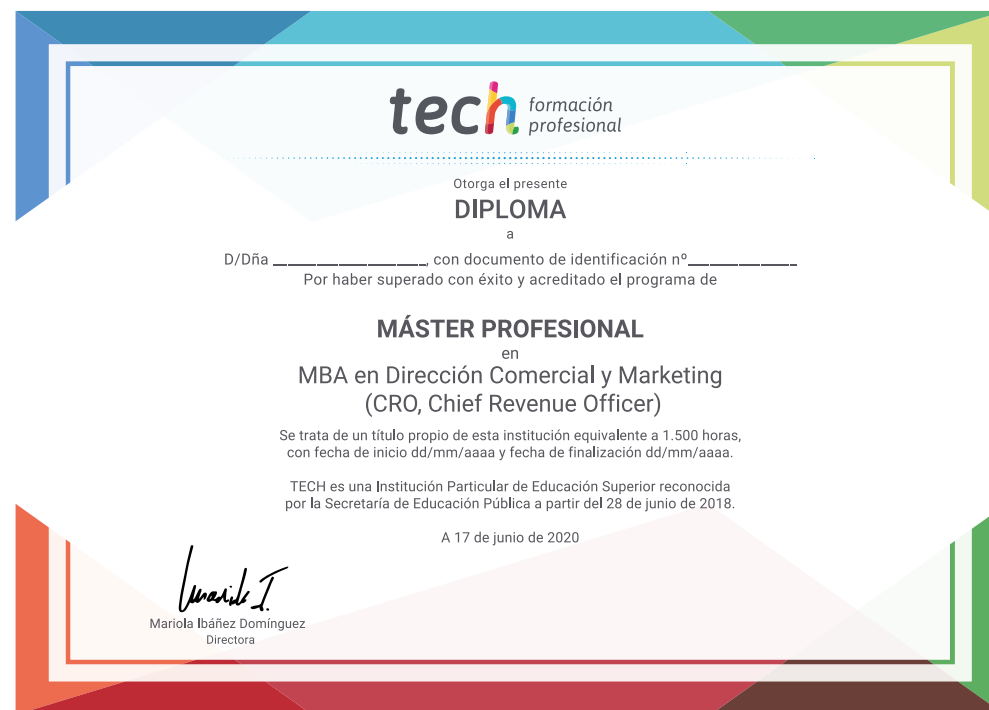 tech formación
profesional
Otorga el presente
DIPLOMA
a
D/Dña ____________________, con documento de identificación nº______________
Por haber superado con éxito y acreditado el programa de
MÁSTER PROFESIONAL
en
MBA en Dirección Comercial y Marketing
(CRO, Chief Revenue Officer)
Se trata de un título propio de esta institución equivalente a 1.500 horas,
con fecha de inicio dd/mm/aaaa y fecha de finalización dd/mm/aaaa.
TECH es una Institución Particular de Educación Superior reconocida
por la Secretaría de Educación Pública a partir del 28 de junio de 2018.
A 17 de junio de 2020
Mariola Ibáñez Domínguez
Directora